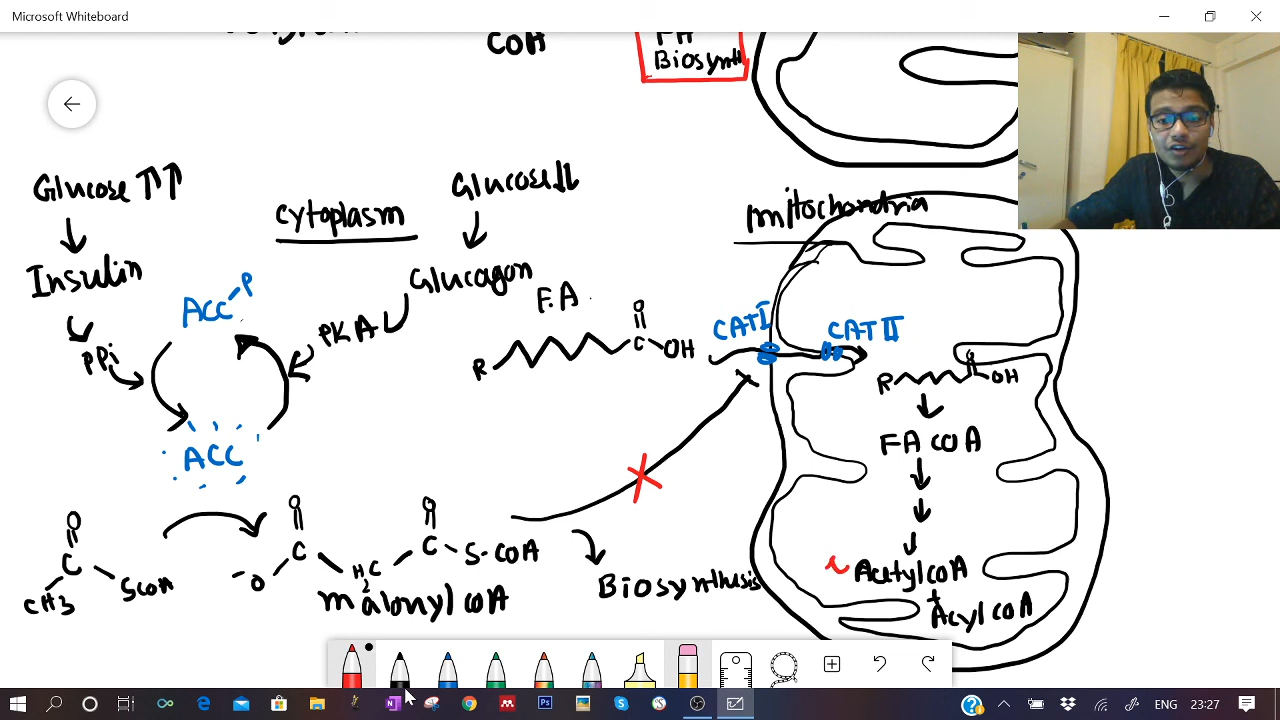 Microsoft Whiteboard
COA
FA
Biosynth
Glucose ↑↑
Glucose ↓↓
cytoplasm
mitochondria
Insulin
Glucagon
ACC-P
PKA
PPi
F.A
CAT I
CAT II
R
O
C
OH
R
O
OH
ACC
FA COA
O
C
CH3
SCOA
O
C
-O
H2C
O
C
S-COA
malonyl COA
Biosynthesis
Acetyl COA
+
Acyl COA
ENG
23:27